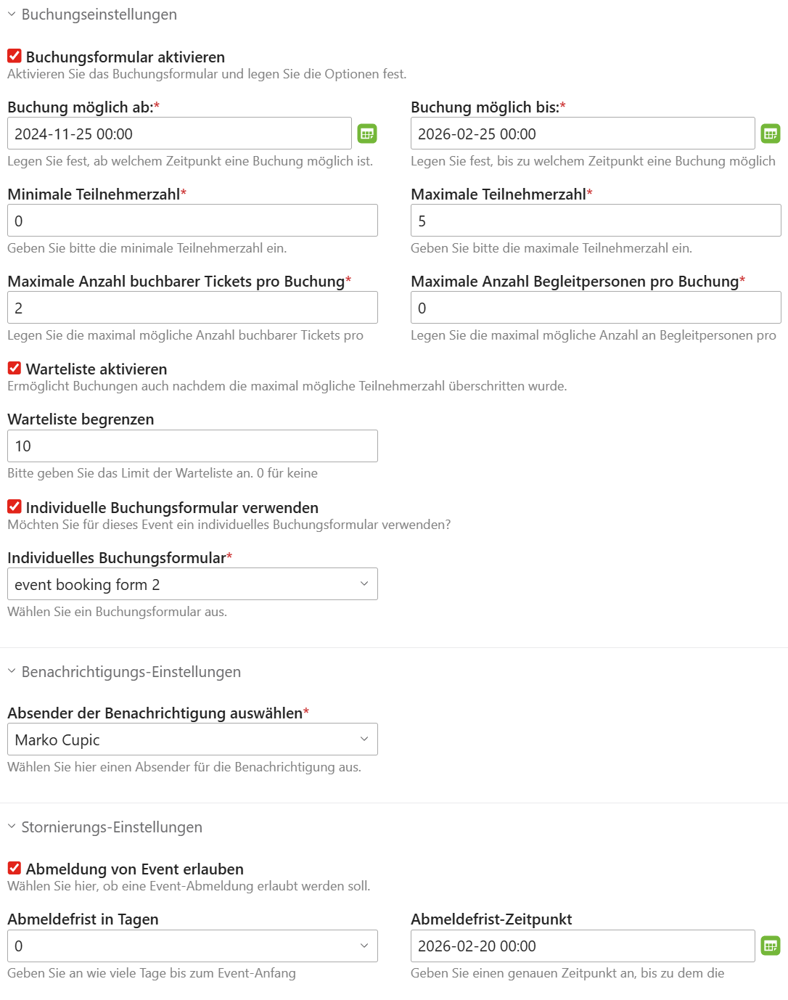 Buchungseinstellungen
Buchungsformular aktivieren
Aktivieren Sie das Buchungsformular und legen Sie die Optionen fest.
Buchung möglich ab:*
2024-11-25 00:00
Legen Sie fest, ab welchem Zeitpunkt eine Buchung möglich ist.
Buchung möglich bis:*
2026-02-25 00:00
Legen Sie fest, bis zu welchem Zeitpunkt eine Buchung möglich
Minimale Teilnehmerzahl*
0
Geben Sie bitte die minimale Teilnehmerzahl ein.
Maximale Teilnehmerzahl*
5
Geben Sie bitte die maximale Teilnehmerzahl ein.
Maximale Anzahl buchbarer Tickets pro Buchung*
2
Legen Sie die maximal mögliche Anzahl buchbarer Tickets pro
Maximale Anzahl Begleitpersonen pro Buchung*
0
Legen Sie die maximal mögliche Anzahl an Begleitpersonen pro
Warteliste aktivieren
Ermöglicht Buchungen auch nachdem die maximal mögliche Teilnehmerzahl überschritten wurde.
Warteliste begrenzen
10
Bitte geben Sie das Limit der Warteliste an. 0 für keine
Individuelle Buchungsformular verwenden
Möchten Sie für dieses Event ein individuelles Buchungsformular verwenden?
Individuelles Buchungsformular*
event booking form 2
Wählen Sie ein Buchungsformular aus.
Benachrichtigungs-Einstellungen
Absender der Benachrichtigung auswählen*
Marko Cupic
Wählen Sie hier einen Absender für die Benachrichtigung aus.
Stornierungs-Einstellungen
Abmeldung von Event erlauben
Wählen Sie hier, ob eine Event-Abmeldung erlaubt werden soll.
Abmeldefrist in Tagen
0
Geben Sie an wie viele Tage bis zum Event-Anfang
Abmeldefrist-Zeitpunkt
2026-02-20 00:00
Geben Sie einen genauen Zeitpunkt an, bis zu dem die